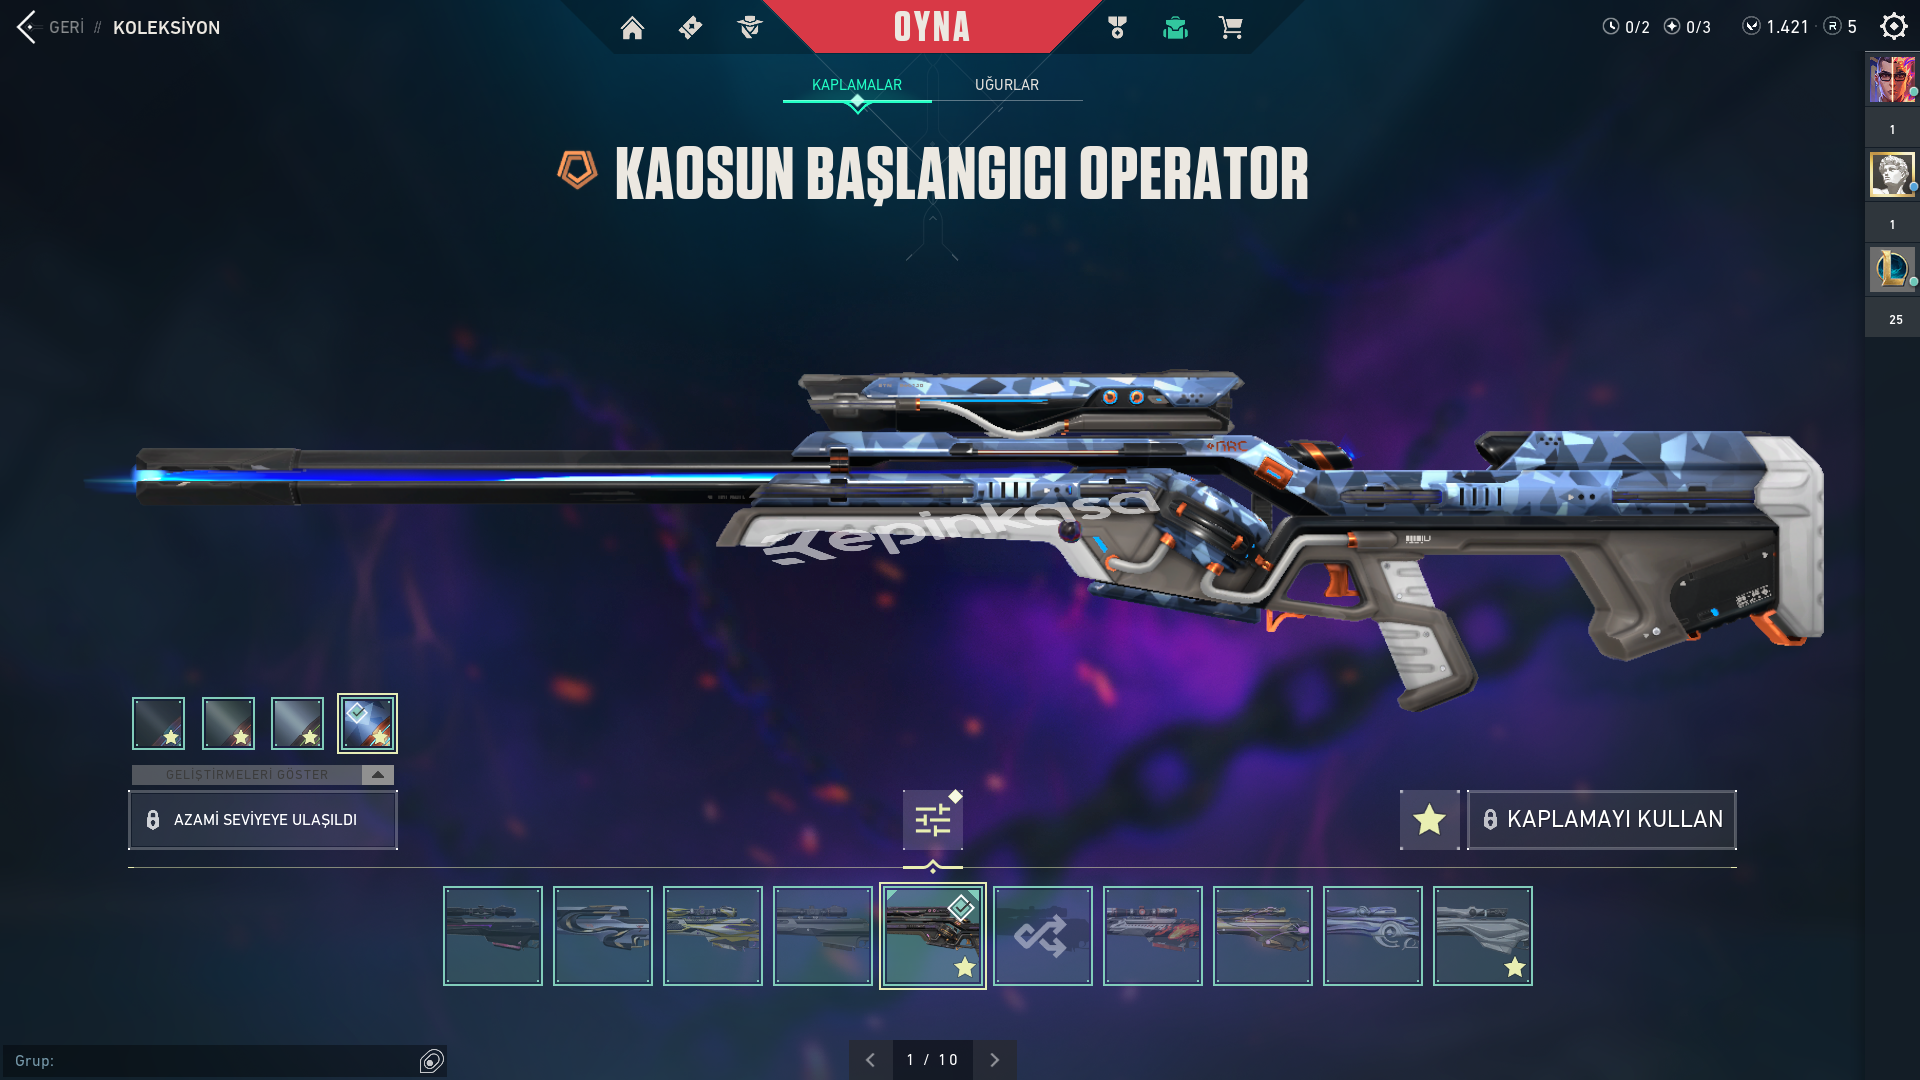 GERİ // KOLEKSİYON
OYNA
0/2
0/3
1.421
R 5
KAPLAMALAR
UĞURLAR
KAOSUN BAŞLANGICI OPERATOR
1
1
25
epinkasa
GELİŞTİRMELERİ GÖSTER
AZAMİ SEVİYEYE ULAŞILDI
KAPLAMAYI KULLAN
Grup:
1 / 10